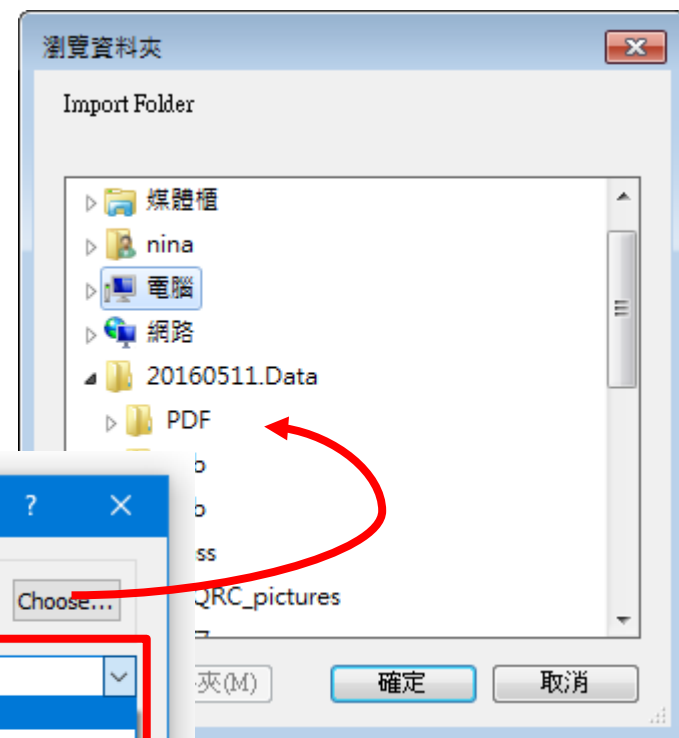 瀏覽資料夾
Import Folder
媒體櫃
nina
電腦
網路
20160511.Data
PDF
b
b
?
ss
Choose...
QRC_pictures
夾(M)
確定
取消